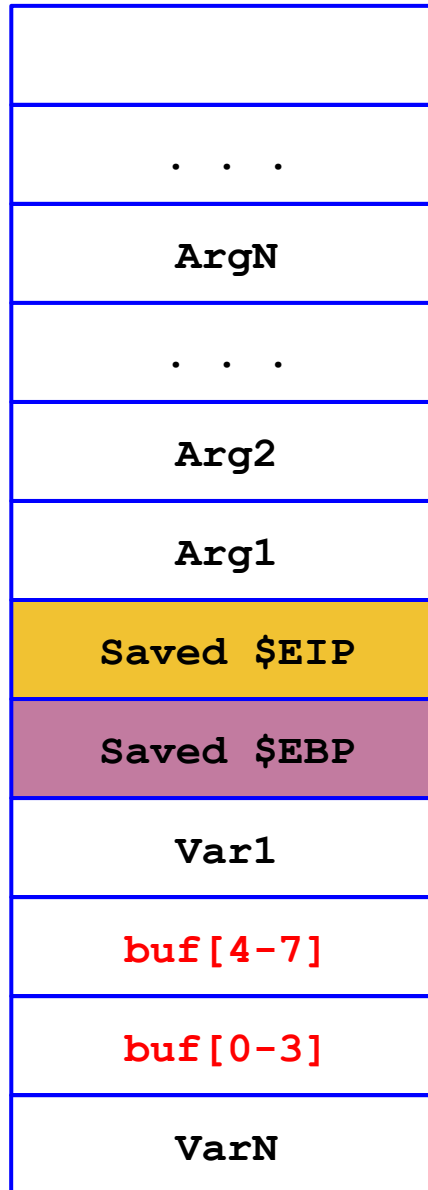 . . .
ArgN
. . .
Arg2
Arg1
Saved $EIP
Saved $EBP
Var1
buf[4-7]
buf[0-3]
VarN